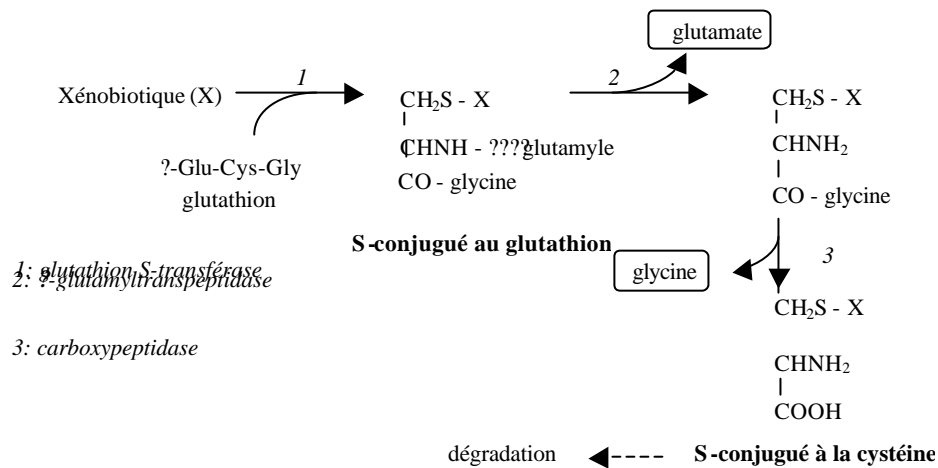 glutamate
1
2
Xénobiotique (X)
CH2S - X
CH2S - X
CHNH - ????glutamyle
CHNH2
?-Glu-Cys-Gly
glutathion
CO - glycine
CO - glycine
S-conjugué au glutathion
glycine
3
1: glutathion S-transférase
2: ?-glutamyltranspeptidase
CH2S - X
3: carboxypeptidase
CHNH2
COOH
dégradation
S-conjugué à la cystéine